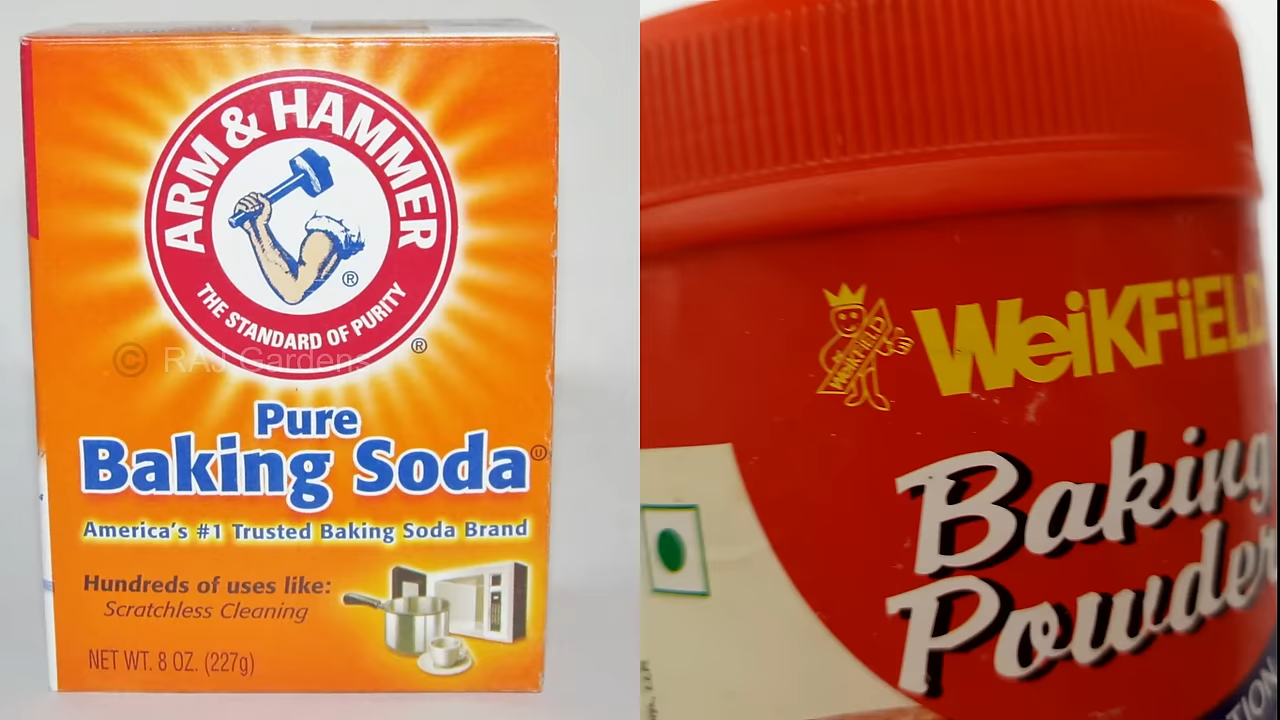 ARM & HAMMER
THE STANDARD OF PURITY
®
®
© RAJ Gardens
Pure
Baking Soda
America's #1 Trusted Baking Soda Brand
Hundreds of uses like:
Scratchless Cleaning
NET WT. 8 OZ. (227g)
WeiKFiELD
WeiKFiELD
Baking
Powder